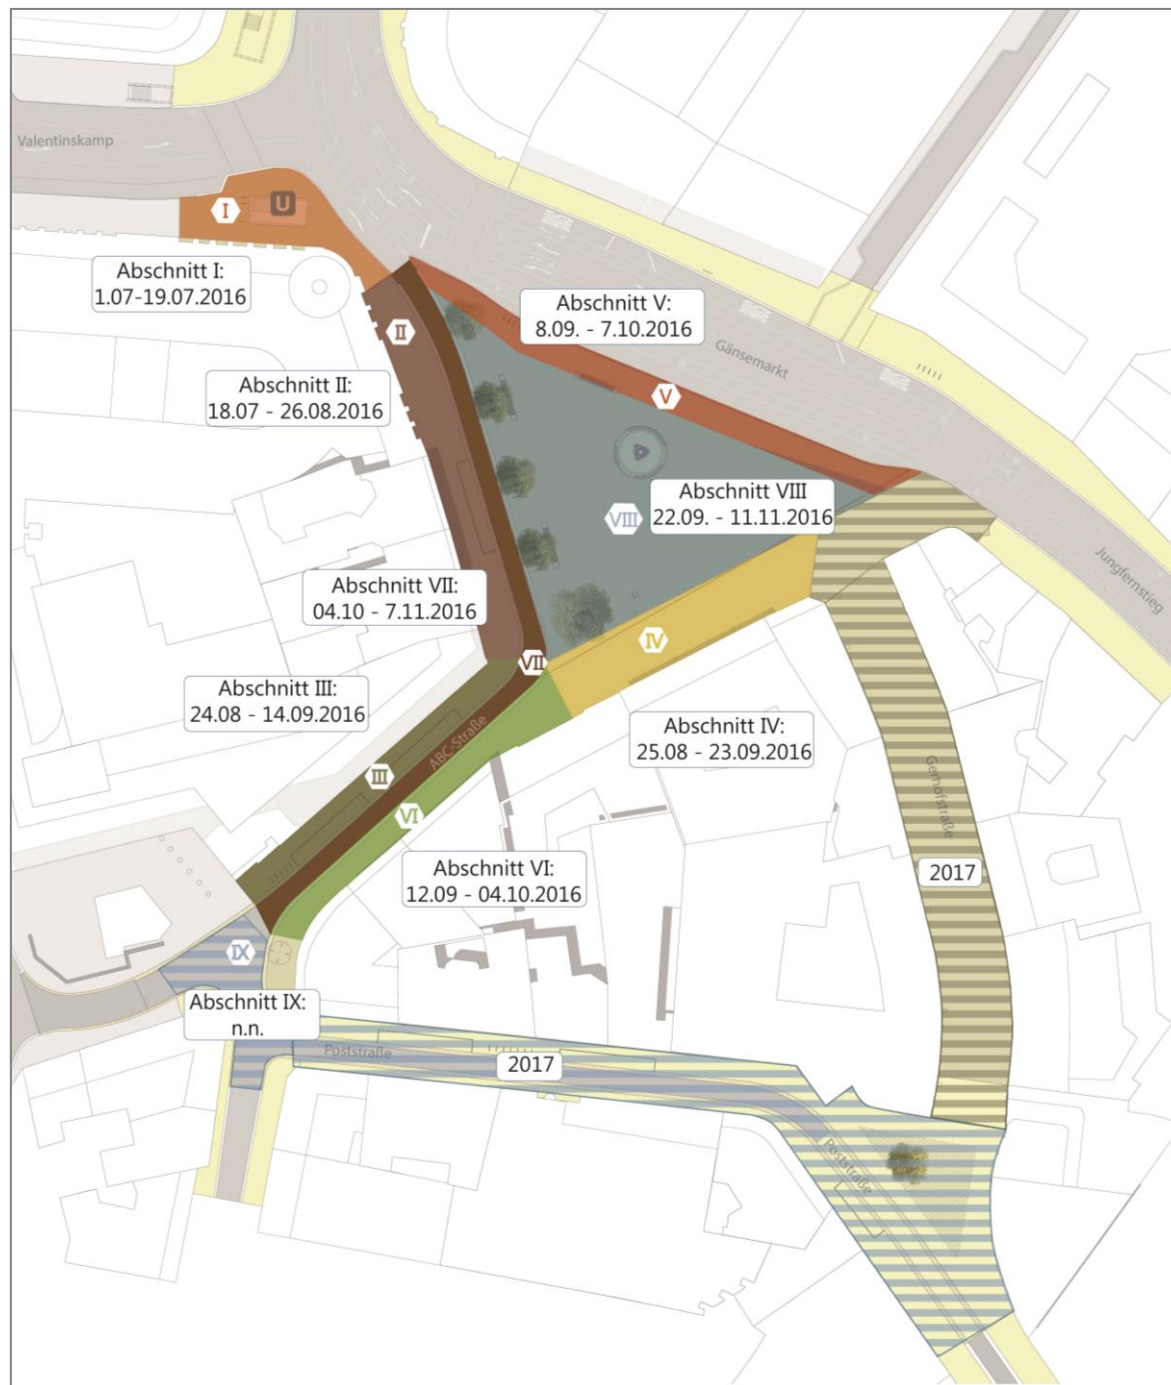 Valentinskamp
U
I
Abschnitt I:
1.07-19.07.2016
II
Abschnitt V:
8.09. - 7.10.2016
Gänsemarkt
Abschnitt II:
18.07 - 26.08.2016
V
Abschnitt VIII
22.09. - 11.11.2016
VIII
Jungfernstieg
Abschnitt VII:
04.10 - 7.11.2016
IV
VII
Abschnitt III:
24.08 - 14.09.2016
ABC-Straße
Abschnitt IV:
25.08 - 23.09.2016
III
Gerhofstraße
VI
Abschnitt VI:
12.09 - 04.10.2016
2017
IX
Abschnitt IX:
n.n.
Poststraße
2017
Poststraße